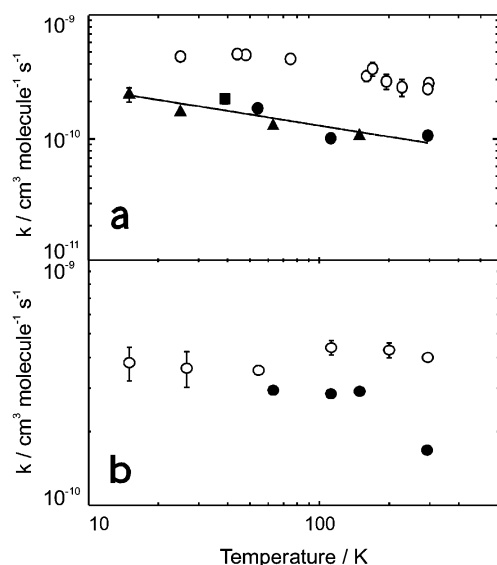 10⁻⁹
k / cm³ molecule⁻¹ s⁻¹
10⁻¹⁰
a
10⁻¹¹
10⁻⁹
k / cm³ molecule⁻¹ s⁻¹
b
10⁻¹⁰
10 100
Temperature / K